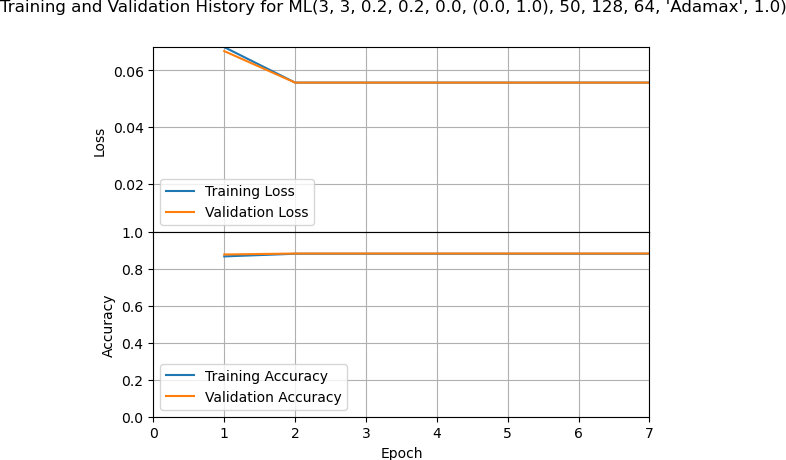 Training and Validation History for ML(3, 3, 0.2, 0.2, 0.0, (0.0, 1.0), 50, 128, 64, 'Adamax', 1.0)
0.06
0.04
0.02
Loss
Training Loss
Validation Loss
1.0
0.8
0.6
0.4
0.2
0.0
Accuracy
Training Accuracy
Validation Accuracy
0 1 2 3 4 5 6 7
Epoch